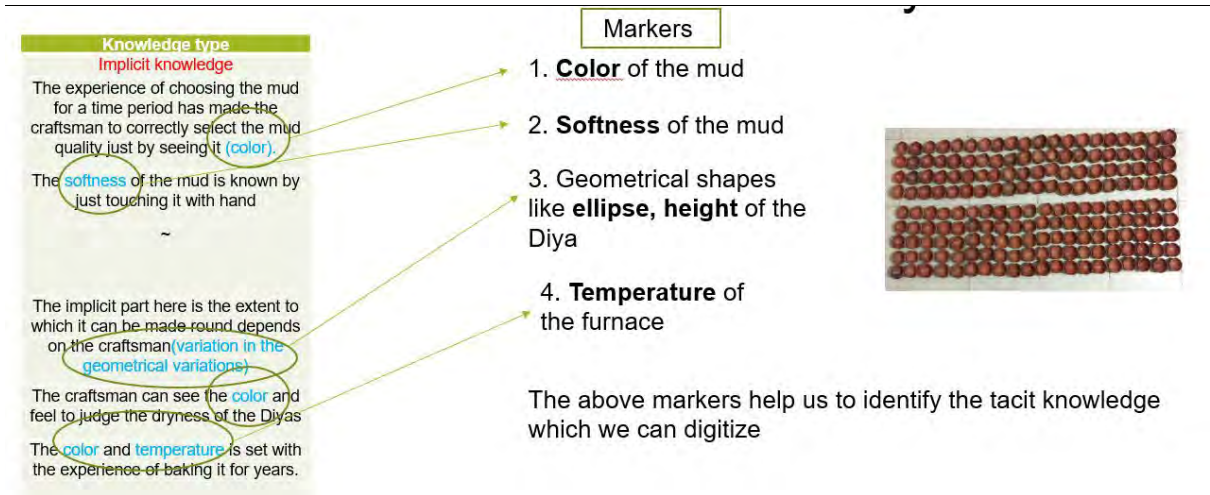 Knowledge type
Implicit knowledge
The experience of choosing the mud
for a time period has made the
craftsman to correctly select the mud
quality just by seeing it (color).
The softness of the mud is known by
just touching it with hand
~
The implicit part here is the extent to
which it can be made round depends
on the craftsman(variation in the
geometrical variations)
The craftsman can see the color and
feel to judge the dryness of the Diyas
The color and temperature is set with
the experience of baking it for years.
Markers
1. Color of the mud
2. Softness of the mud
3. Geometrical shapes
like ellipse, height of the
Diya
4. Temperature of
the furnace
The above markers help us to identify the tacit knowledge
which we can digitize